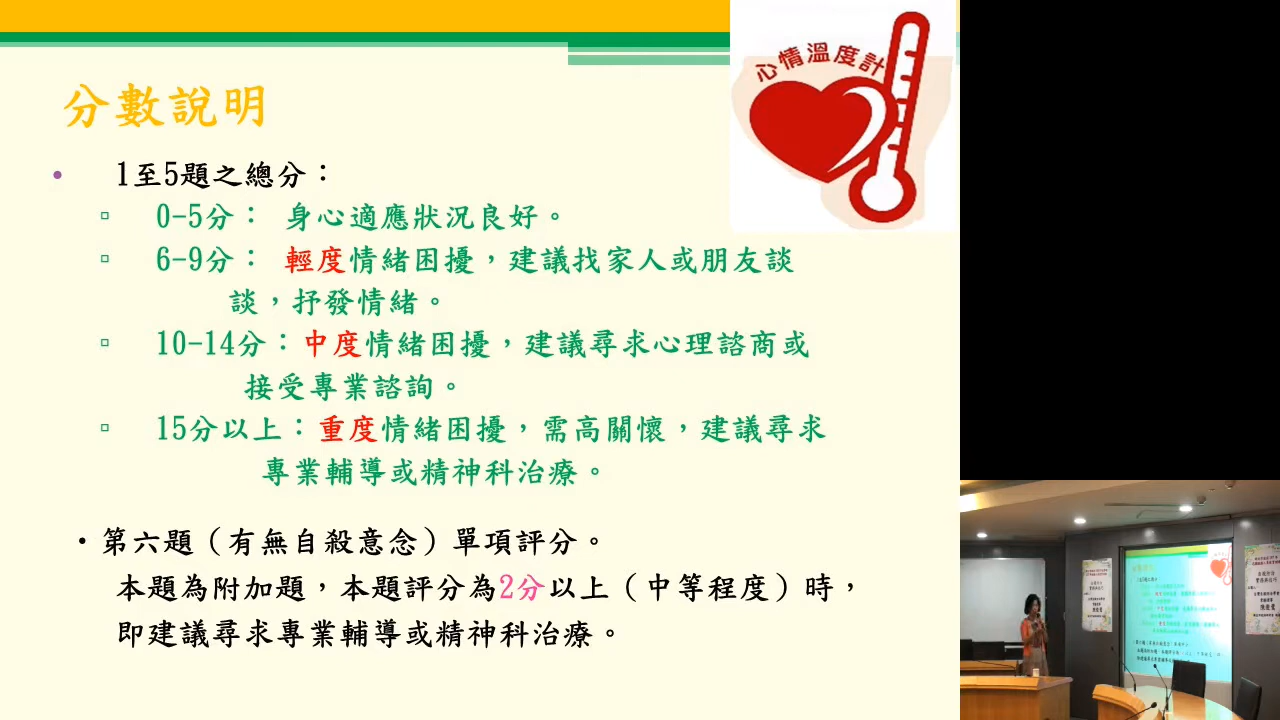 心情溫度計
分數說明
• 1至5題之總分：
▫ 0-5分： 身心適應狀況良好。
▫ 6-9分： 輕度情緒困擾，建議找家人或朋友談
談，抒發情緒。
▫ 10-14分：中度情緒困擾，建議尋求心理諮商或
接受專業諮詢。
▫ 15分以上：重度情緒困擾，需高關懷，建議尋求
專業輔導或精神科治療。
・第六題（有無自殺意念）單項評分。
本題為附加題，本題評分為2分以上（中等程度）時，
即建議尋求專業輔導或精神科治療。